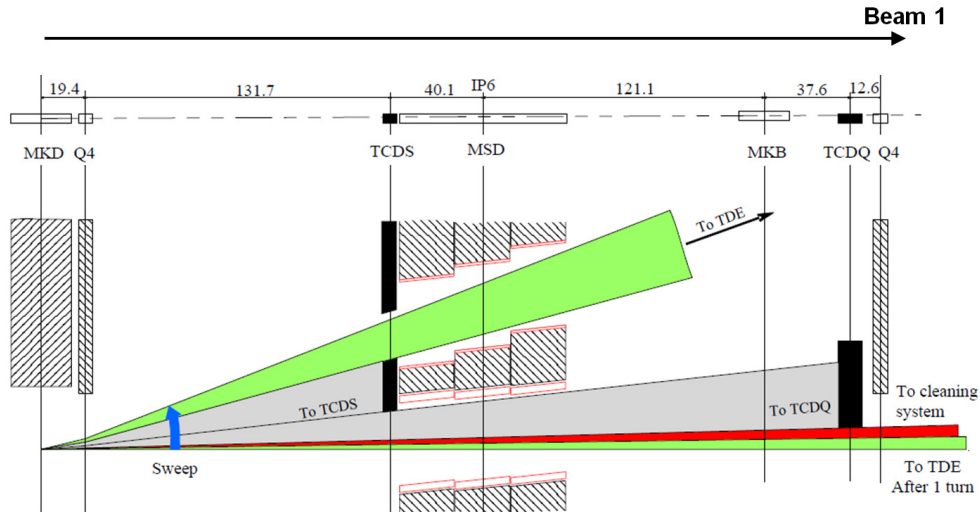 Beam 1
IP6
19.4 131.7 40.1 121.1 37.6 12.6
MKD Q4 TCDS MSD MKB TCDQ Q4
To TDE
To TCDS
To TCDQ
To cleaning
system
Sweep
To TDE
After 1 turn